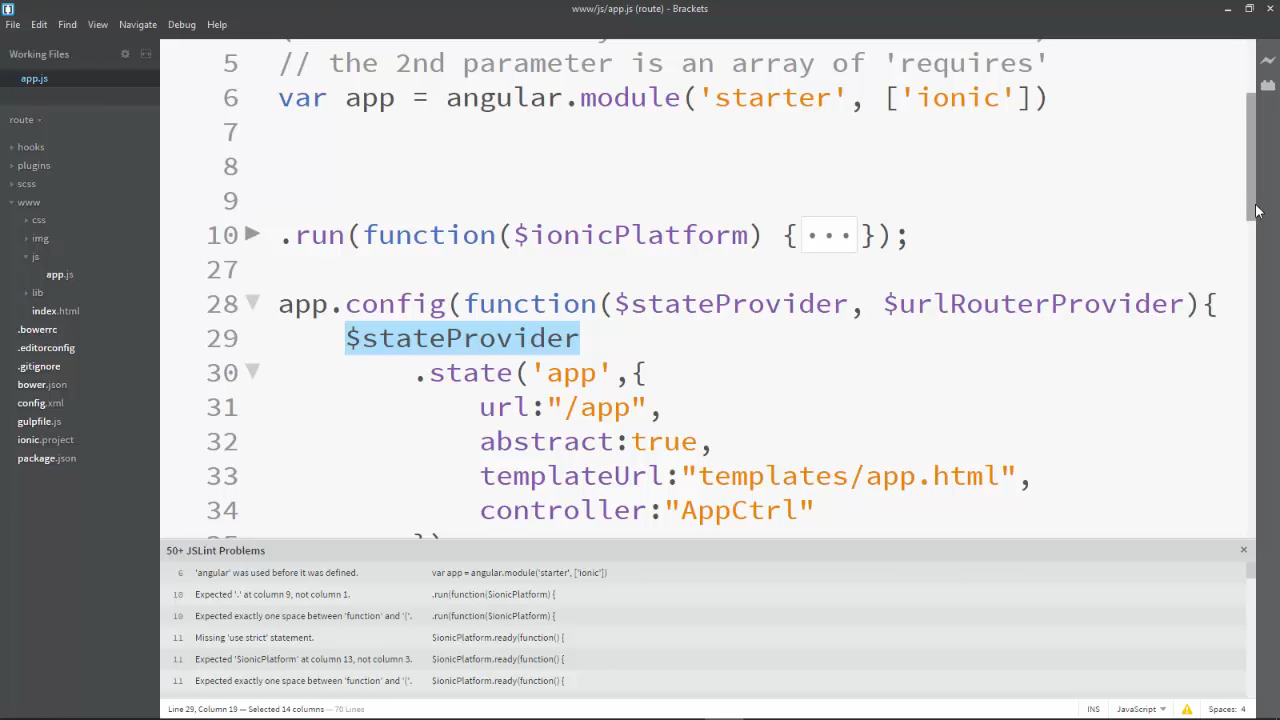 www/js/app.js (route) - Brackets
File Edit Find View Navigate Debug Help
Working Files
app.js
route
hooks
plugins
scss
www
css
img
js
app.js
lib
index.html
.bowerrc
.editorconfig
.gitignore
bower.json
config.xml
gulpfile.js
ionic.project
package.json
5 // the 2nd parameter is an array of 'requires'
6 var app = angular.module('starter', ['ionic'])
7
8
9
10 .run(function($ionicPlatform) {...});
27
28 app.config(function($stateProvider, $urlRouterProvider){
29 $stateProvider
30 .state('app',{
31 url:"/app",
32 abstract:true,
33 templateUrl:"templates/app.html",
34 controller:"AppCtrl"
50+ JSLint Problems
6 'angular' was used before it was defined. var app = angular.module('starter', ['ionic'])
10 Expected '.' at column 9, not column 1. .run(function($ionicPlatform) {
10 Expected exactly one space between 'function' and '('. .run(function($ionicPlatform) {
11 Missing 'use strict' statement. $ionicPlatform.ready(function() {
11 Expected '$ionicPlatform' at column 13, not column 3. $ionicPlatform.ready(function() {
11 Expected exactly one space between 'function' and '('. $ionicPlatform.ready(function() {
Line 29, Column 19 — Selected 14 columns — 70 Lines
INS JavaScript Spaces: 4